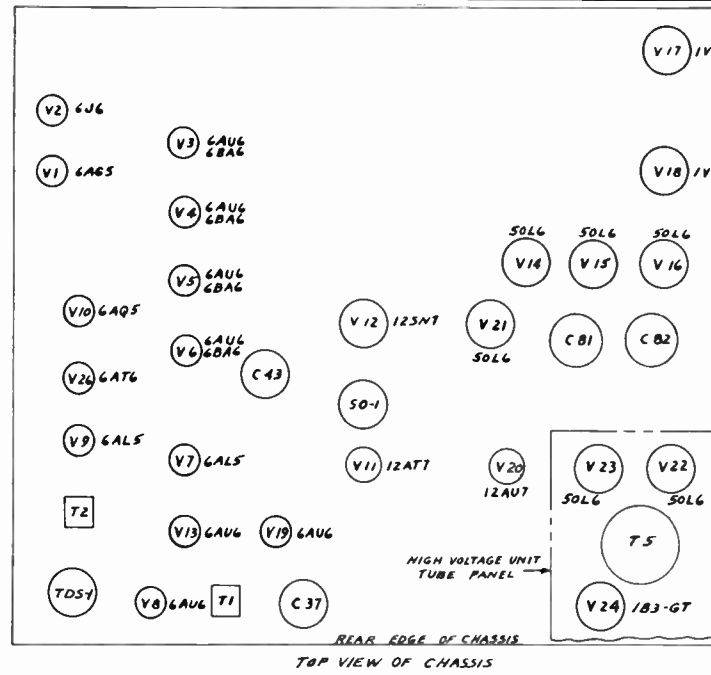 V17 1V
V2 6J6
V3 6AU6
6BA6
V1 6AG5
V18 1V
V4 6AU6
6BA6
50L6 50L6 50L6
V14 V15 V16
V5 6AU6
6BA6
V10 6AQ5
V12 12SN7
V21
50L6
C81 C82
V6 6AU6
6BA6
C43
V26 6AT6
SO-1
V9 6AL5
V7 6AL5
V11 12AT7
V20
12AU7
V23 V22
50L6 50L6
T2
V13 6AU6 V19 6AU6
T5
HIGH VOLTAGE UNIT
TUBE PANEL
TDS-1
V8 6AU6 T1 C37
V24 1B3-GT
REAR EDGE OF CHASSIS
TOP VIEW OF CHASSIS